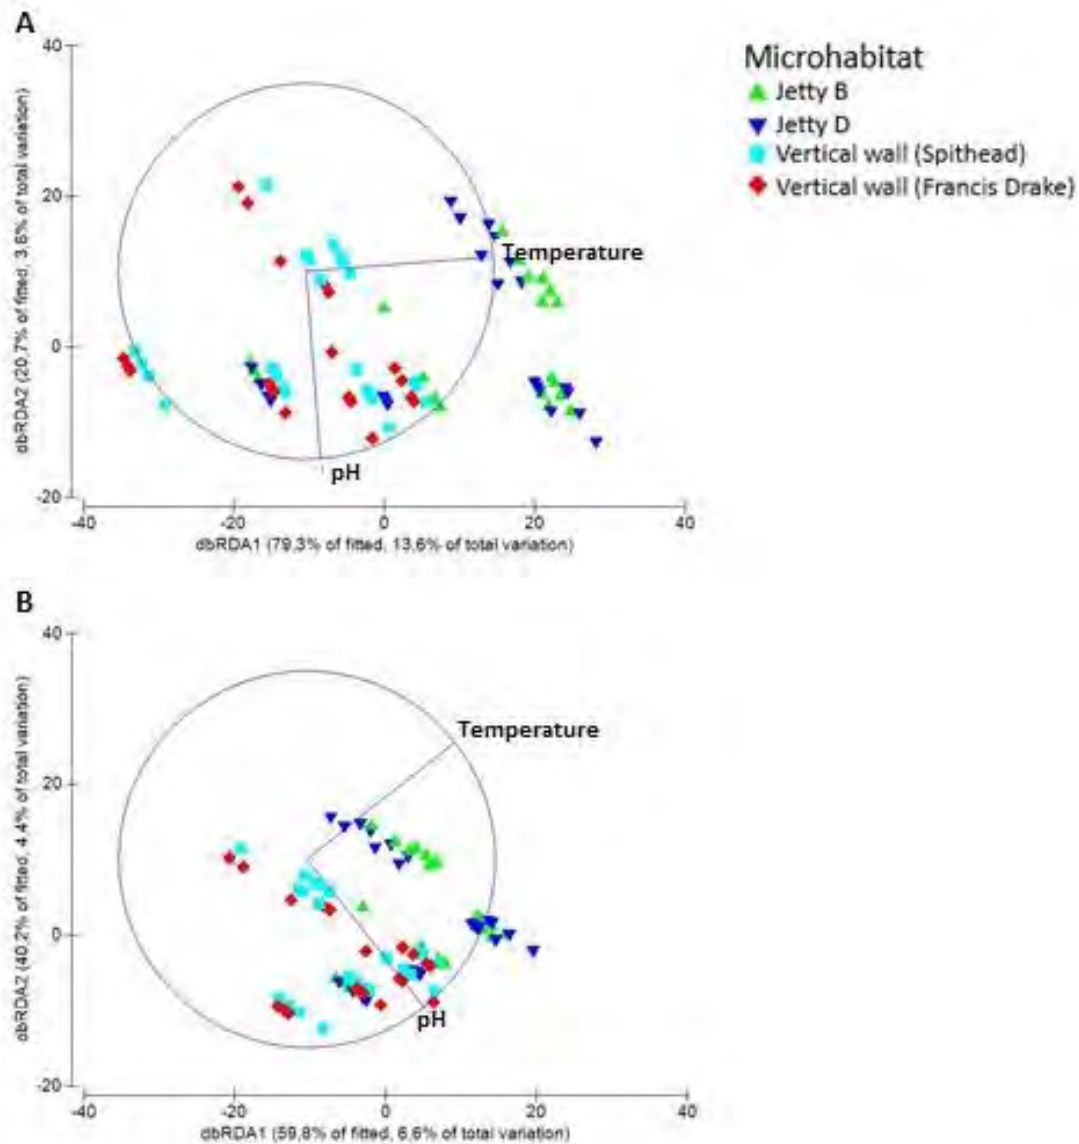 A
Microhabitat
Jetty B
Jetty D
Vertical wall (Spithead)
Vertical wall (Francis Drake)
40
20
0
-20
dbRDA2 (20,7% of fitted, 3,6% of total variation)
Temperature
pH
-40
-20
0
20
40
dbRDA1 (79,3% of fitted, 13,6% of total variation)
B
40
20
0
-20
dbRDA2 (40,2% of fitted, 4,4% of total variation)
Temperature
pH
-40
-20
0
20
40
dbRDA1 (59,8% of fitted, 6,6% of total variation)